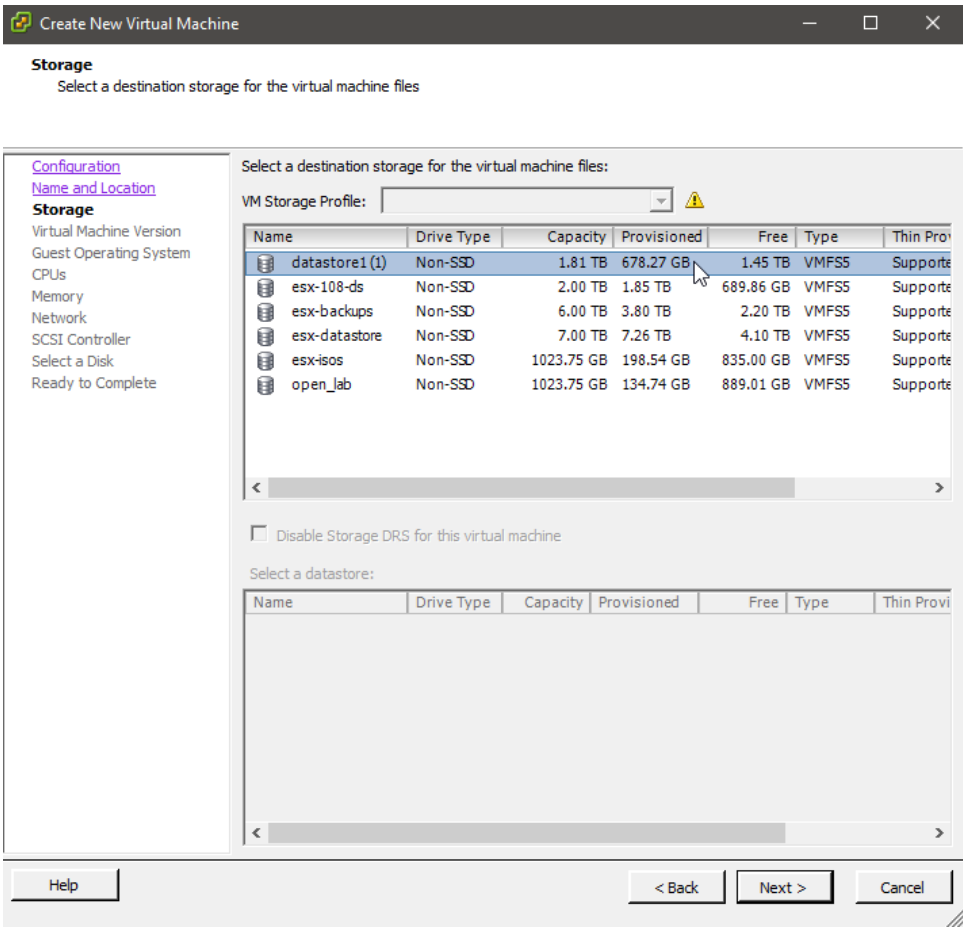 Create New Virtual Machine
Storage
Select a destination storage for the virtual machine files
Configuration
Name and Location
Storage
Virtual Machine Version
Guest Operating System
CPUs
Memory
Network
SCSI Controller
Select a Disk
Ready to Complete
Select a destination storage for the virtual machine files:
VM Storage Profile:
Name Drive Type Capacity Provisioned Free Type Thin Prov
datastore1 (1) Non-SSD 1.81 TB 678.27 GB 1.45 TB VMFS5 Supporte
esx-108-ds Non-SSD 2.00 TB 1.85 TB 689.86 GB VMFS5 Supporte
esx-backups Non-SSD 6.00 TB 3.80 TB 2.20 TB VMFS5 Supporte
esx-datastore Non-SSD 7.00 TB 7.26 TB 4.10 TB VMFS5 Supporte
esx-isos Non-SSD 1023.75 GB 198.54 GB 835.00 GB VMFS5 Supporte
open_lab Non-SSD 1023.75 GB 134.74 GB 889.01 GB VMFS5 Supporte
Disable Storage DRS for this virtual machine
Select a datastore:
Name Drive Type Capacity Provisioned Free Type Thin Provi
Help < Back Next > Cancel